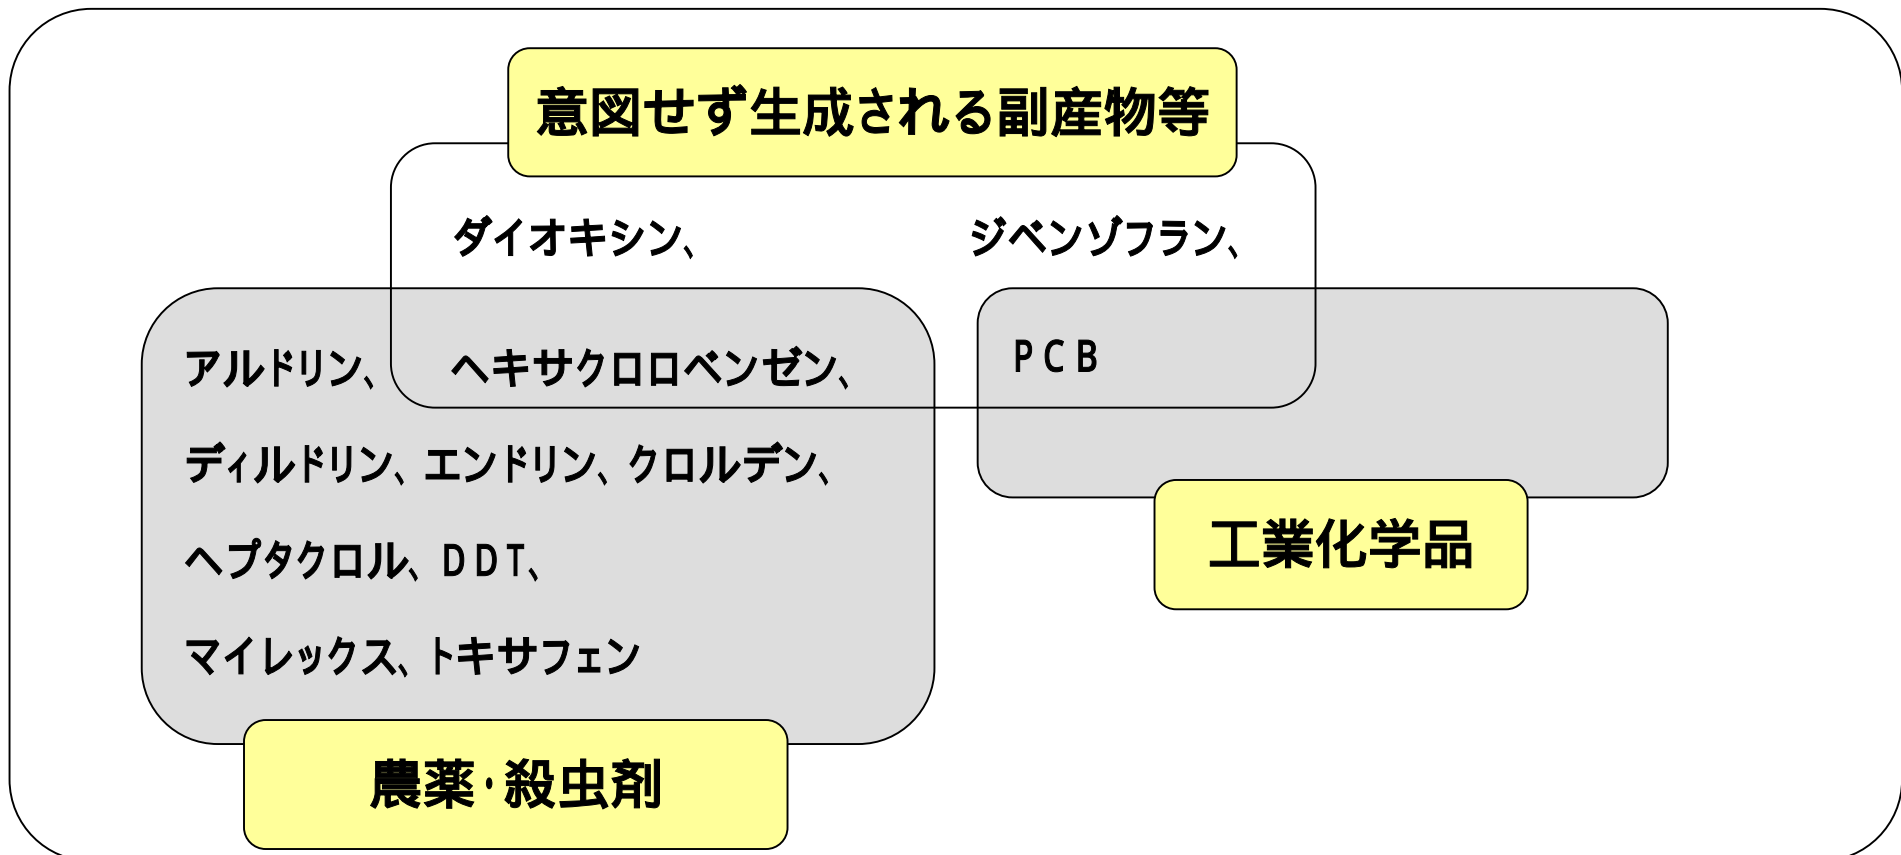 意図せず生成される副産物等
ダイオキシン、 ジベンゾフラン、
アルドリン、 ヘキサクロロベンゼン、 PCB
ディルドリン、エンドリン、クロルデン、
工業化学品
ヘプタクロル、DDT、
マイレックス、トキサフェン
農薬・殺虫剤